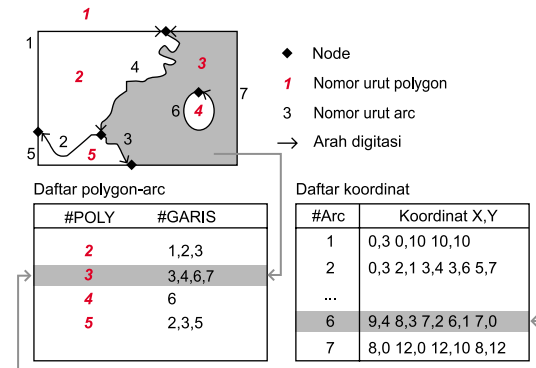 1
1
2
3
4
7
6
4
5
2
3
5
Node
1 Nomor urut polygon
3 Nomor urut arc
Arah digitasi
Daftar polygon-arc
#POLY #GARIS
2 1,2,3
3 3,4,6,7
4 6
5 2,3,5
Daftar koordinat
#Arc Koordinat X,Y
1 0,3 0,10 10,10
2 0,3 2,1 3,4 3,6 5,7
...
6 9,4 8,3 7,2 6,1 7,0
7 8,0 12,0 12,10 8,12